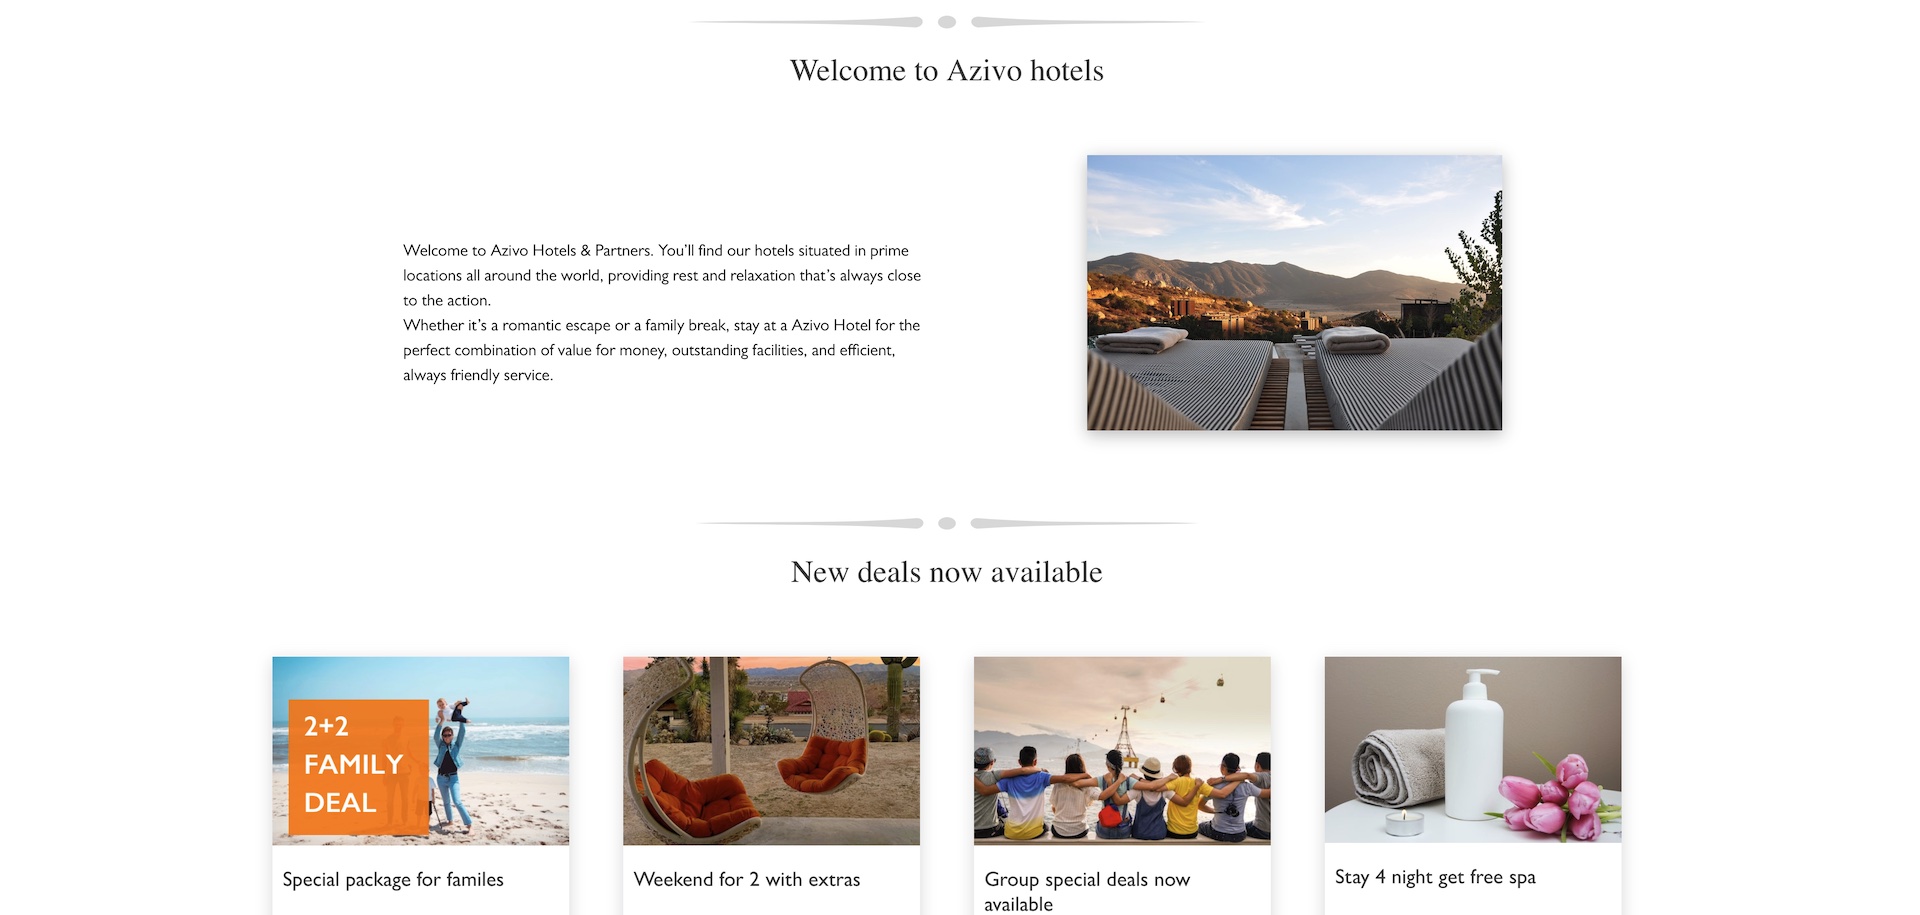 Welcome to Azivo hotels
Welcome to Azivo Hotels & Partners. You’ll find our hotels situated in prime
locations all around the world, providing rest and relaxation that’s always close
to the action.
Whether it’s a romantic escape or a family break, stay at a Azivo Hotel for the
perfect combination of value for money, outstanding facilities, and efficient,
always friendly service.
New deals now available
2+2
FAMILY
DEAL
Special package for familes
Weekend for 2 with extras
Group special deals now
available
Stay 4 night get free spa